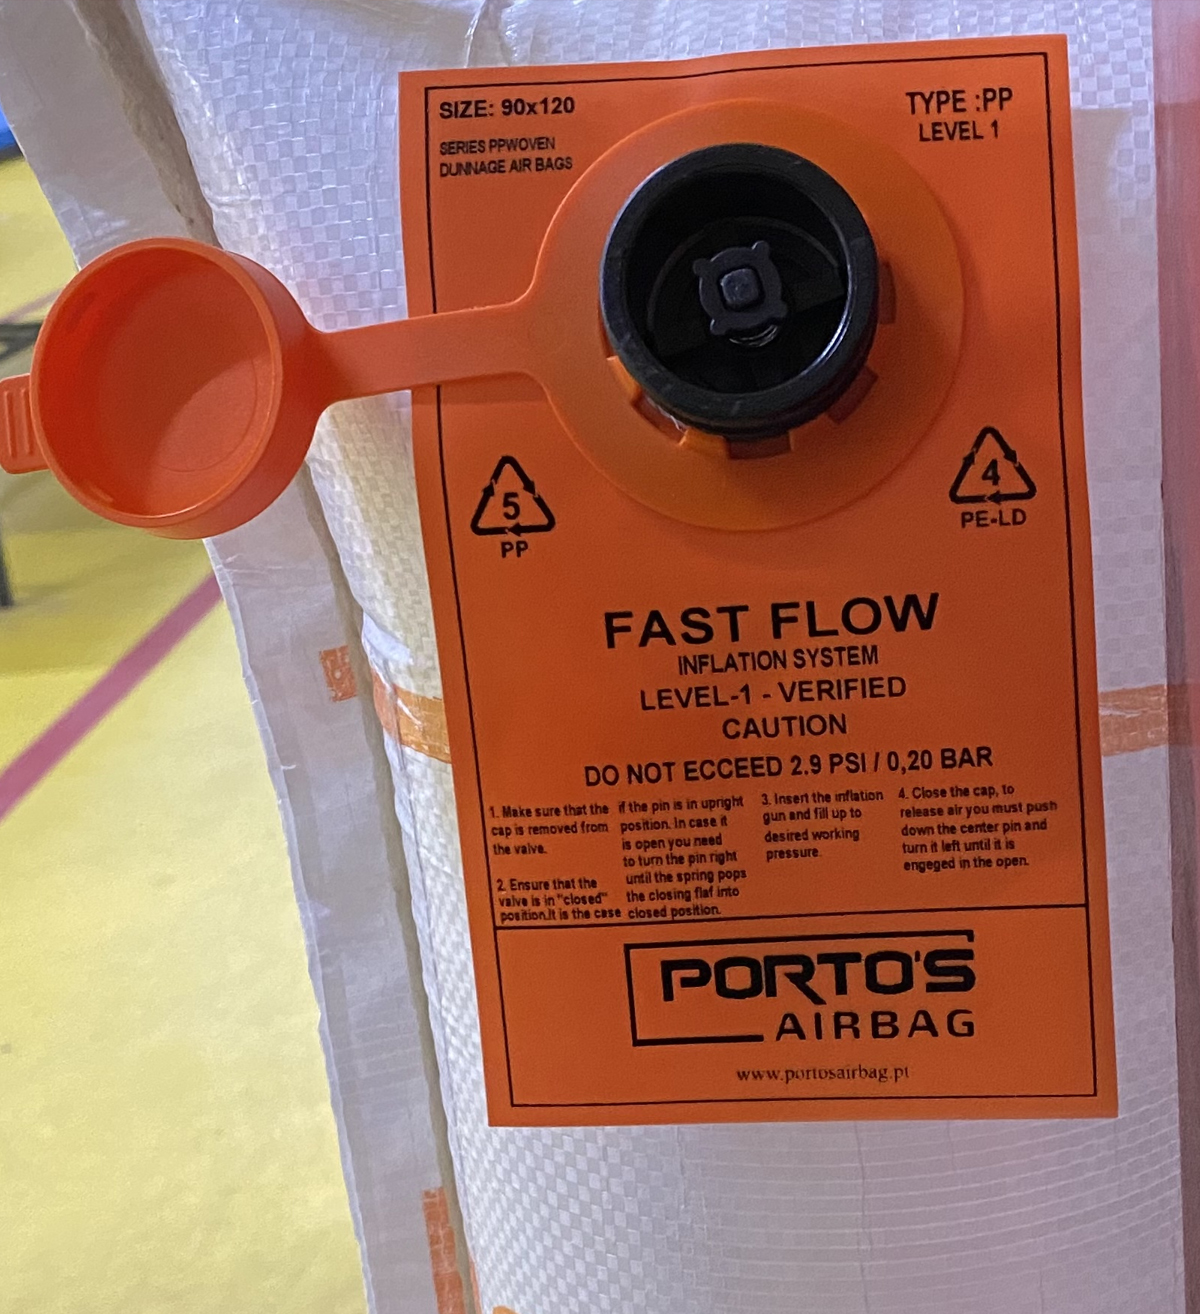 SIZE: 90x120
SERIES PPWOVEN
DUNNAGE AIR BAGS
TYPE :PP
LEVEL 1
5
PP
4
PE-LD
FAST FLOW
INFLATION SYSTEM
LEVEL-1 - VERIFIED
CAUTION
DO NOT ECCEED 2.9 PSI / 0,20 BAR
1. Make sure that the
cap is removed from
the valve.
2. Ensure that the
valve is in "closed"
position.It is the case
if the pin is in upright
position. In case it
is open you need
to turn the pin right
until the spring pops
the closing flaf into
closed position.
3. Insert the inflation
gun and fill up to
desired working
pressure.
4. Close the cap, to
release air you must push
down the center pin and
turn it left until it is
engeged in the open.
PORTO'S
AIRBAG
www.portosairbag.pt